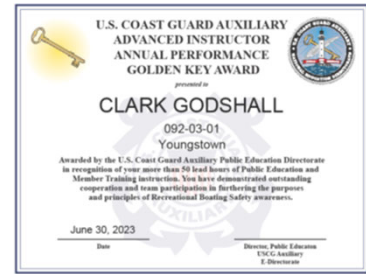 U.S. COAST GUARD AUXILIARY
ADVANCED INSTRUCTOR
ANNUAL PERFORMANCE
GOLDEN KEY AWARD
presented to
CLARK GODSHALL
092-03-01
Youngstown
Awarded by the U.S. Coast Guard Auxiliary Public Education Directorate
in recognition of your more than 50 lead hours of Public Education and
Member Training instruction. You have demonstrated outstanding
cooperation and team participation in furthering the purposes
and principles of Recreational Boating Safety awareness.
AUXILIARY
June 30, 2023
Date
Director, Public Educaton
USCG Auxiliary
E-Directorate